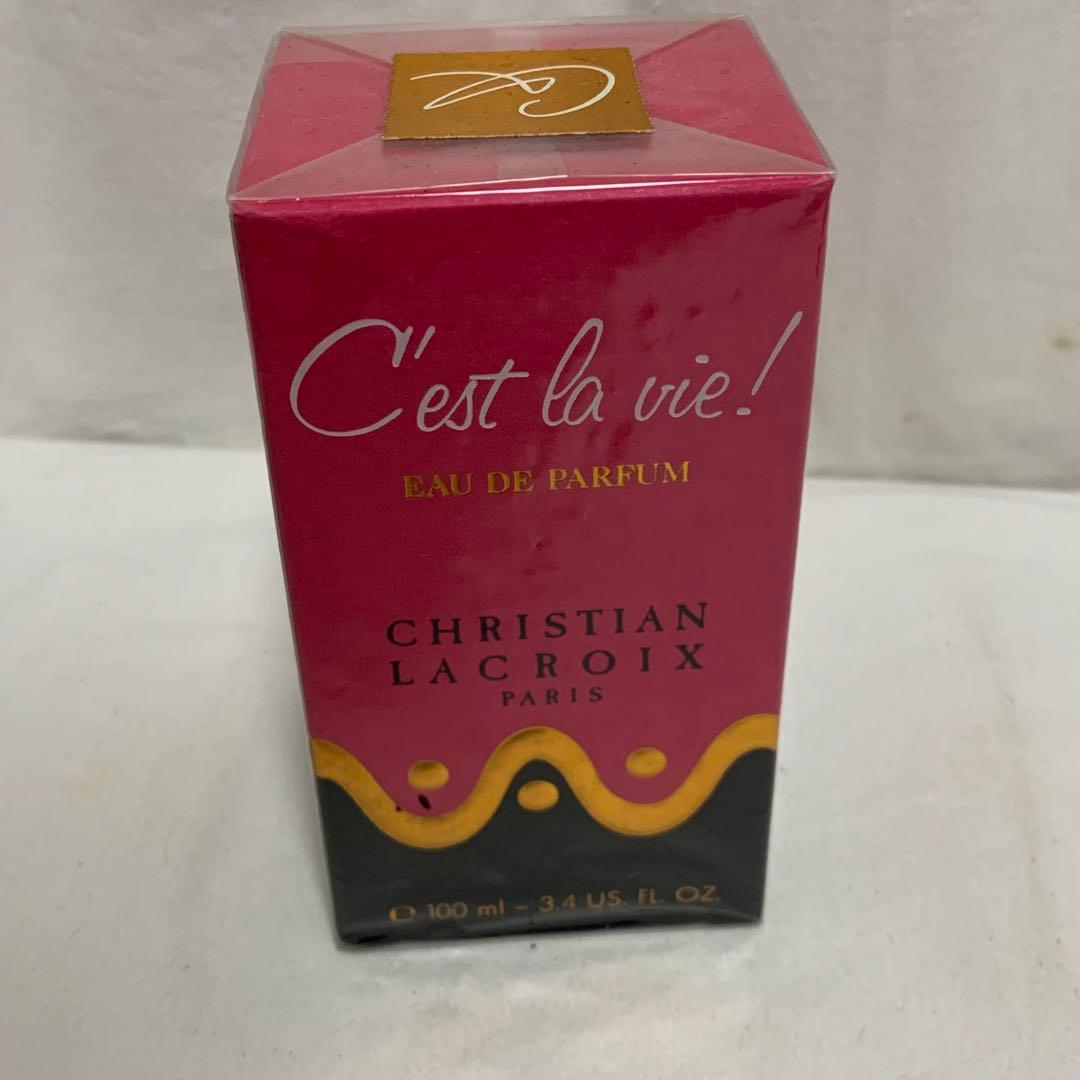 C'est la vie!
EAU DE PARFUM
CHRISTIAN
LACROIX
PARIS
℮ 100 ml - 3.4 US. FL. OZ.